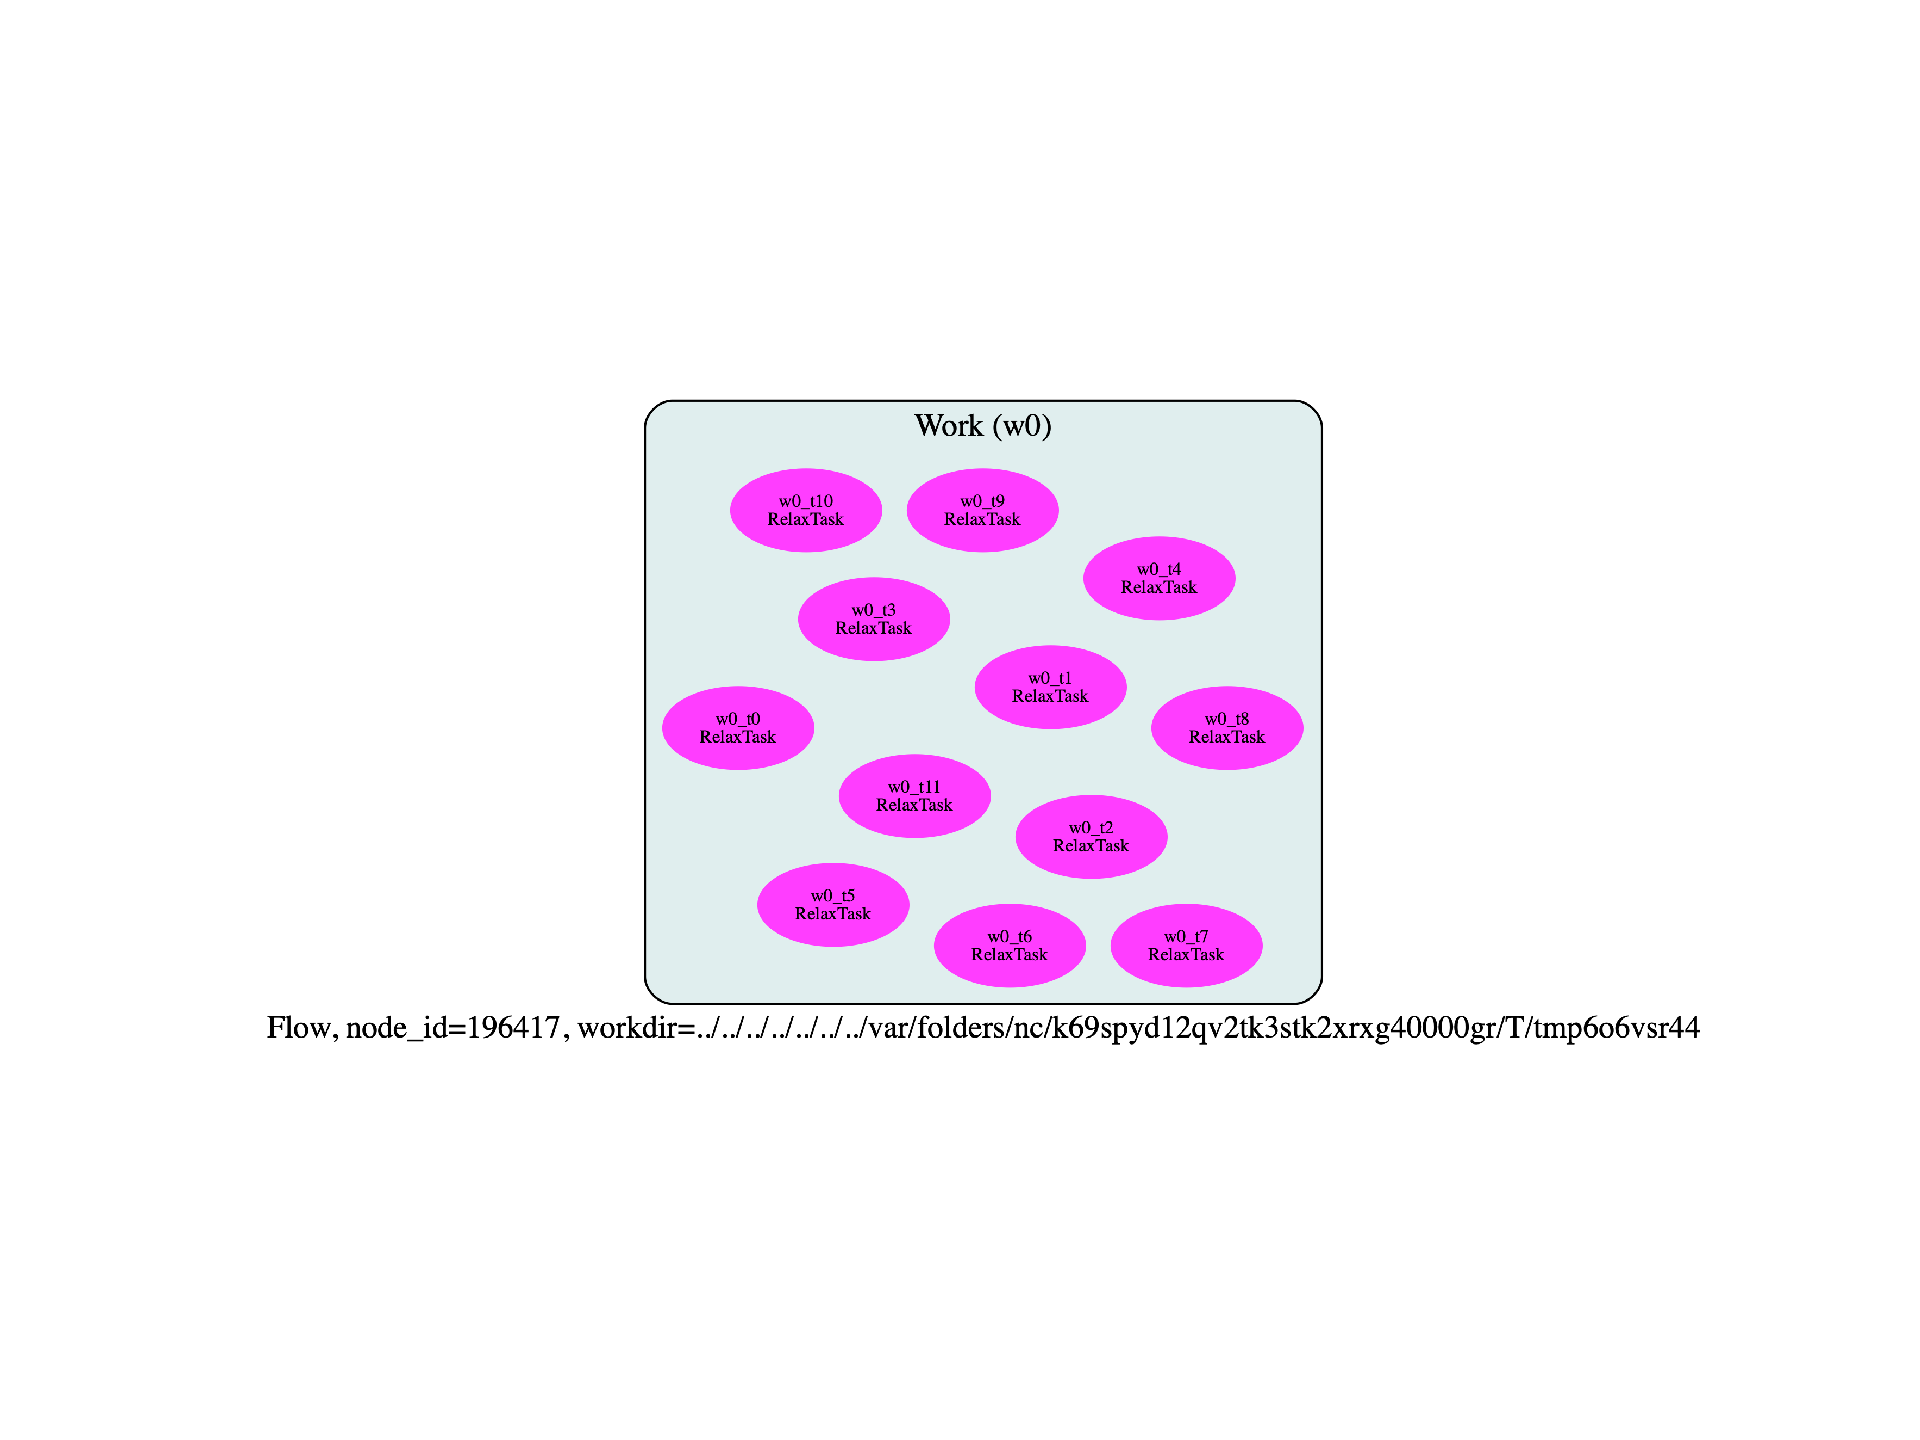 Work (w0)
w0_t10
RelaxTask
w0_t9
RelaxTask
w0_t4
RelaxTask
w0_t3
RelaxTask
w0_t1
RelaxTask
w0_t0
RelaxTask
w0_t8
RelaxTask
w0_t11
RelaxTask
w0_t2
RelaxTask
w0_t5
RelaxTask
w0_t6
RelaxTask
w0_t7
RelaxTask
Flow, node_id=196417, workdir=../../../../../../../var/folders/nc/k69spyd12qv2tk3stk2xrxg40000gr/T/tmp6o6vsr44